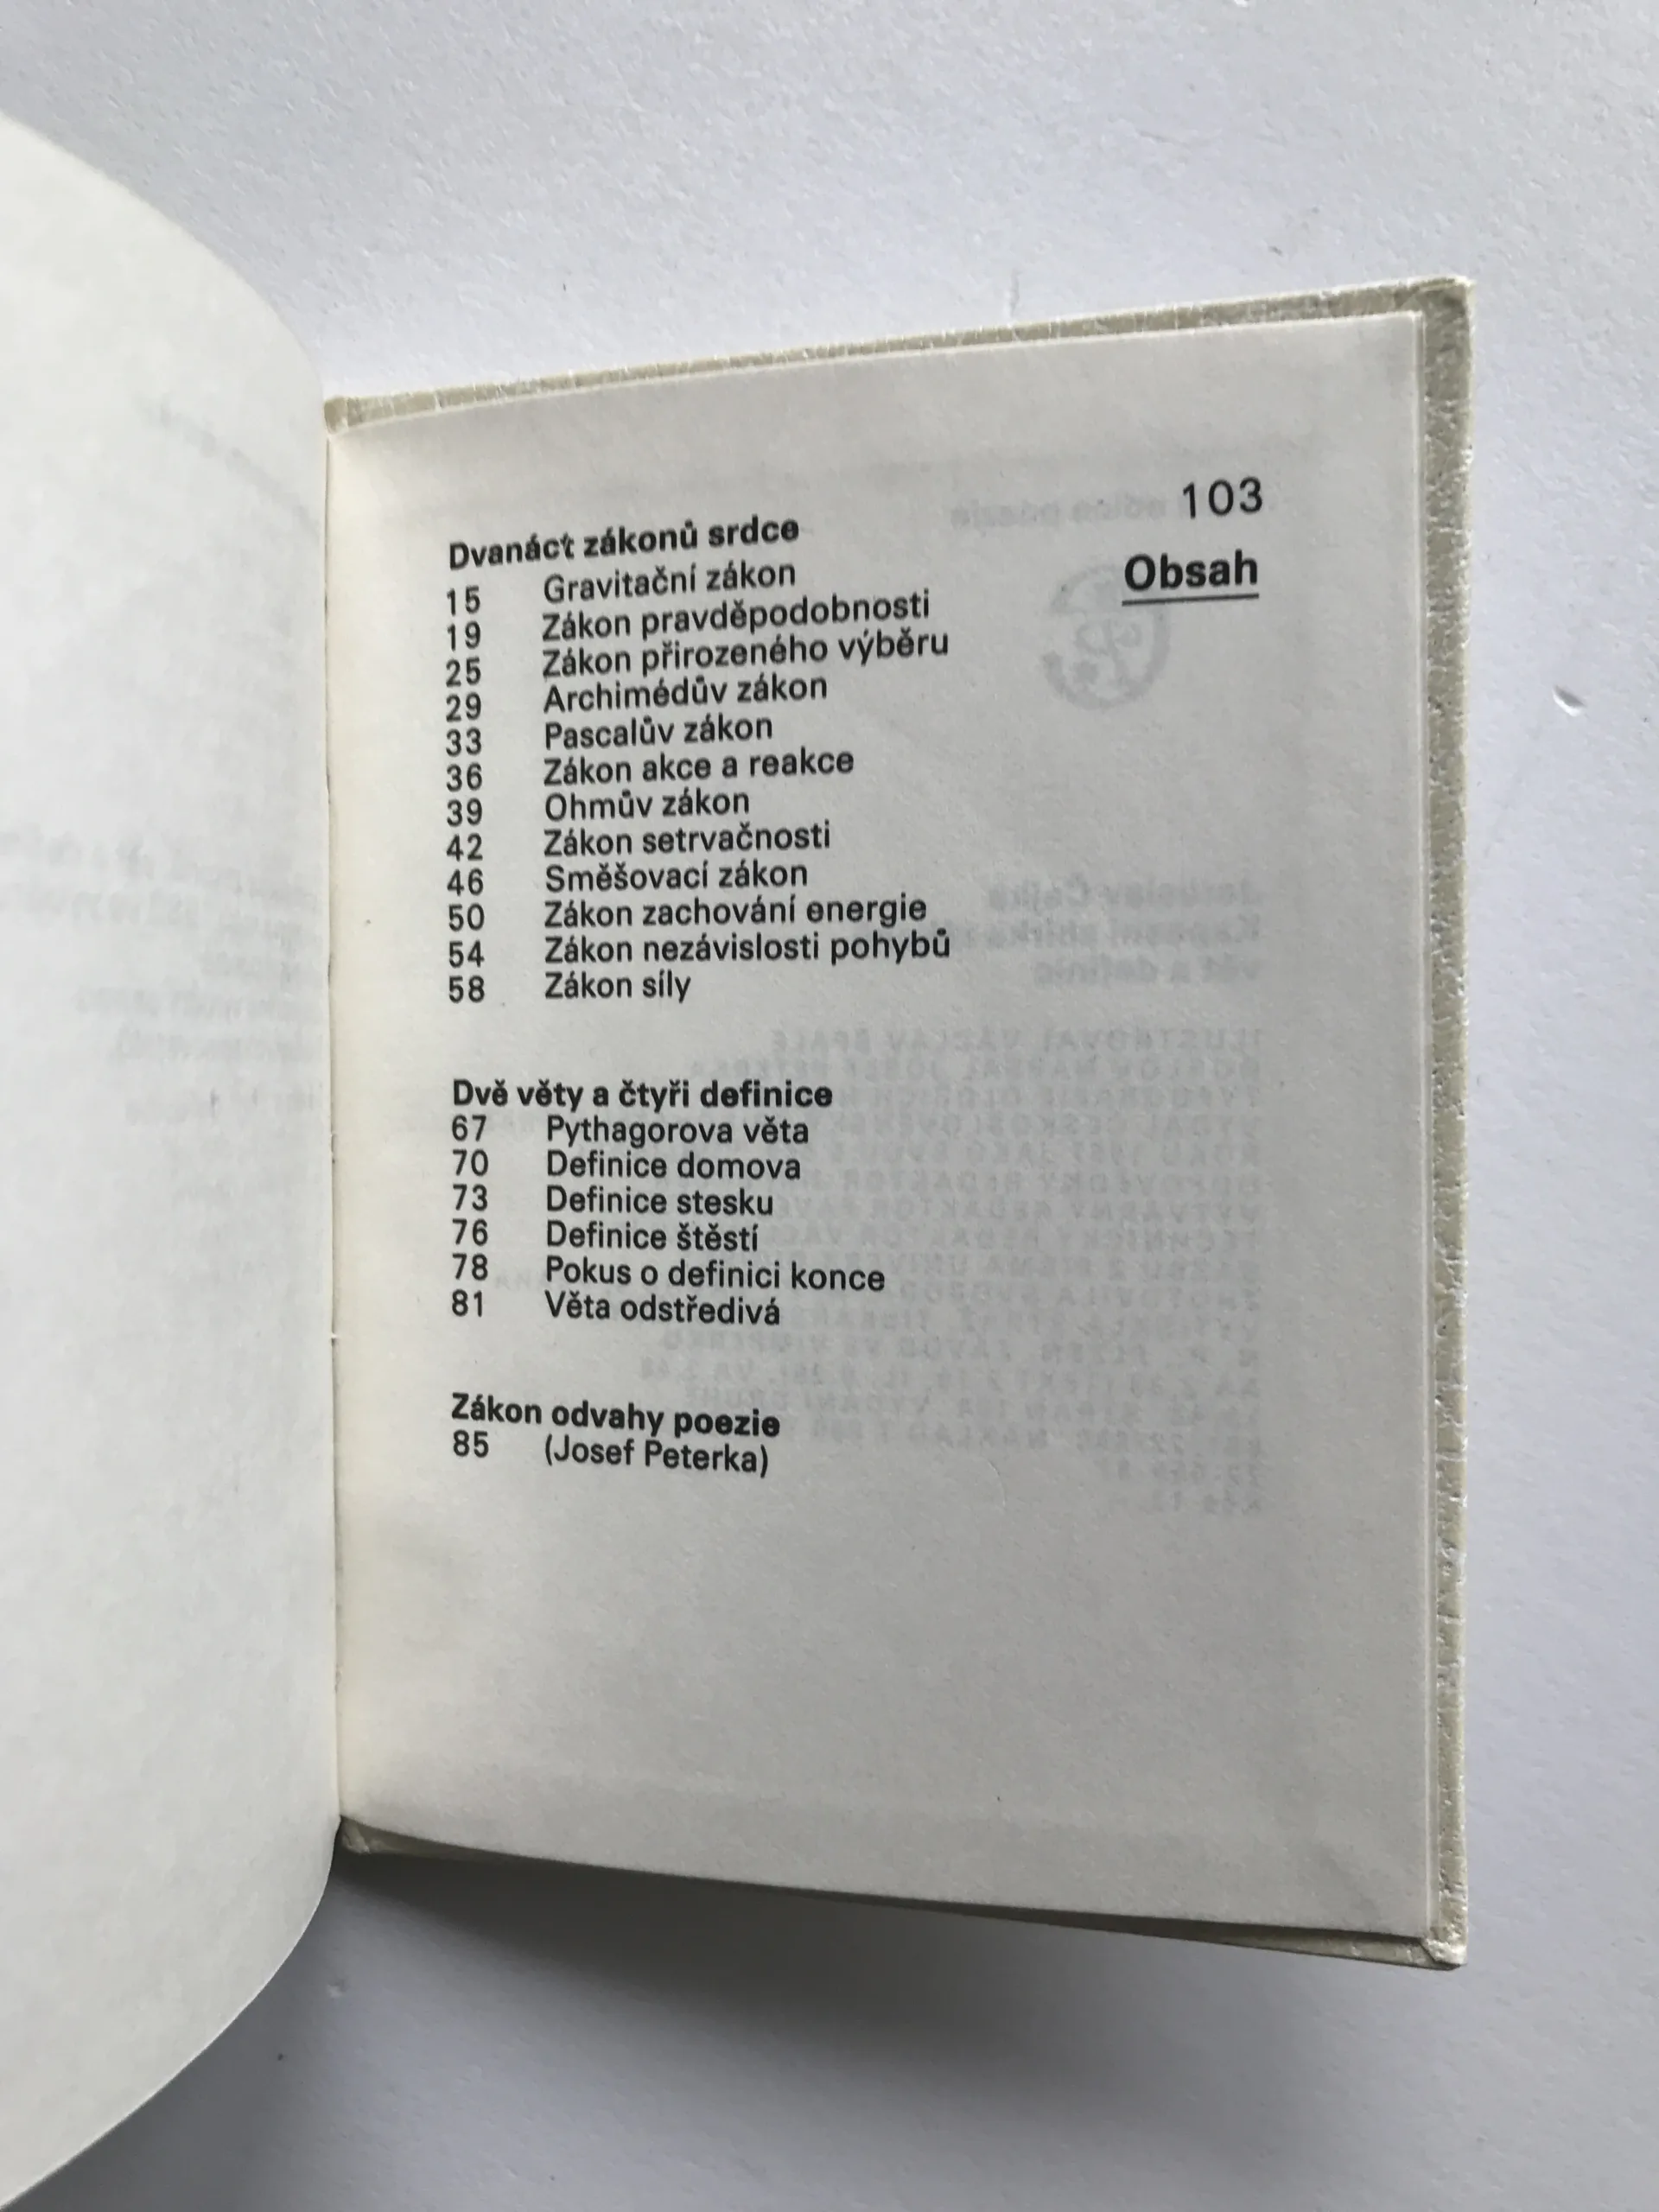 103
Obsah
Dvanáct zákonů srdce
15 Gravitační zákon
19 Zákon pravděpodobnosti
25 Zákon přirozeného výběru
29 Archimédův zákon
33 Pascalův zákon
36 Zákon akce a reakce
39 Ohmův zákon
42 Zákon setrvačnosti
46 Směšovací zákon
50 Zákon zachování energie
54 Zákon nezávislosti pohybů
58 Zákon síly
Dvě věty a čtyři definice
67 Pythagorova věta
70 Definice domova
73 Definice stesku
76 Definice štěstí
78 Pokus o definici konce
81 Věta odstředivá
Zákon odvahy poezie
85 (Josef Peterka)